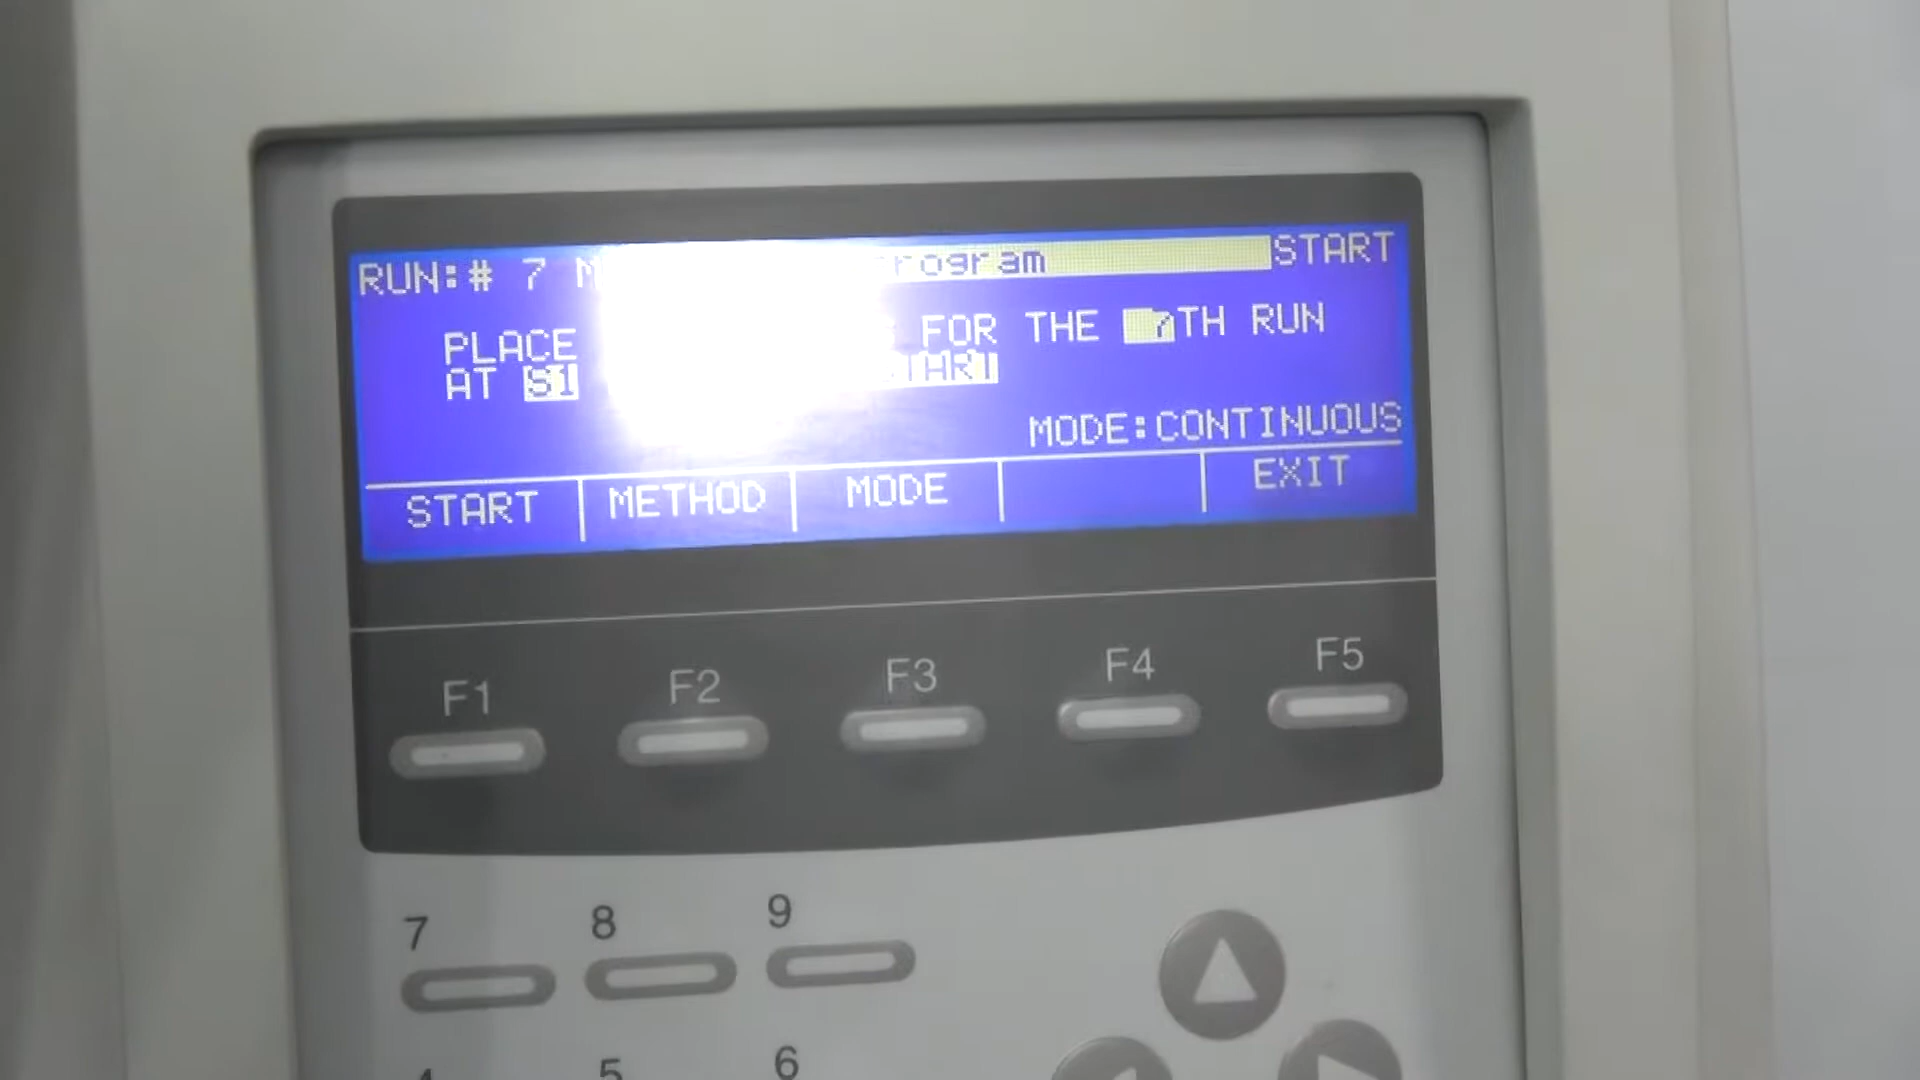 RUN:# 7 START
PLACE FOR THE 7TH RUN
AT S1
MODE:CONTINUOUS
START METHOD MODE EXIT
F1 F2 F3 F4 F5
7 8 9
4 5 6